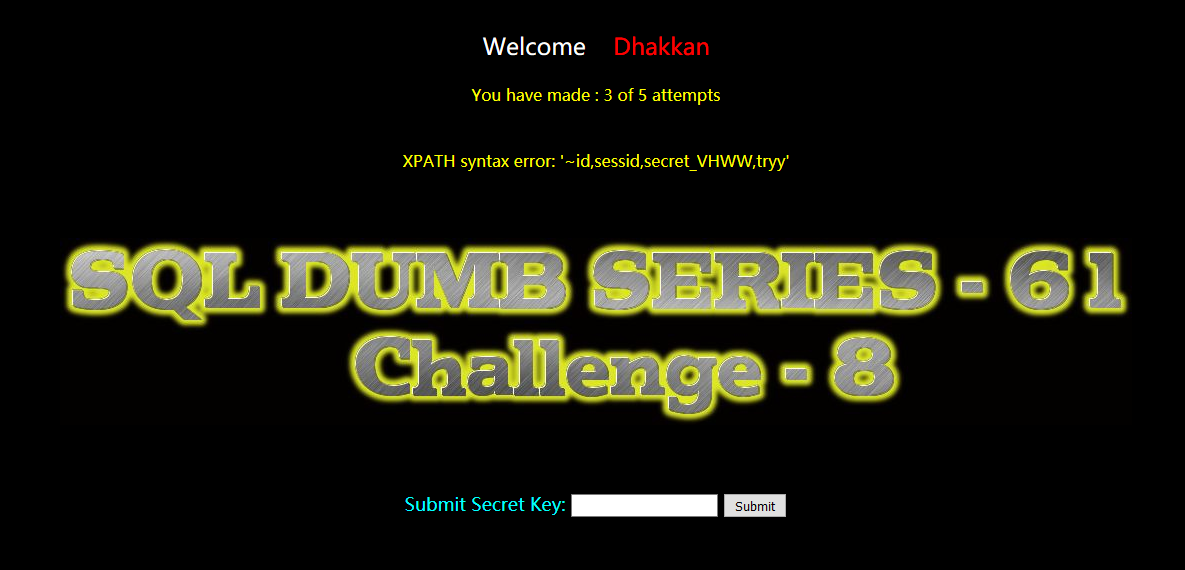 Welcome Dhakkan
You have made : 3 of 5 attempts
XPATH syntax error: '~id,sessid,secret_VHWW,tryy'
SQL DUMB SERIES - 61
Challenge - 8
Submit Secret Key: Submit